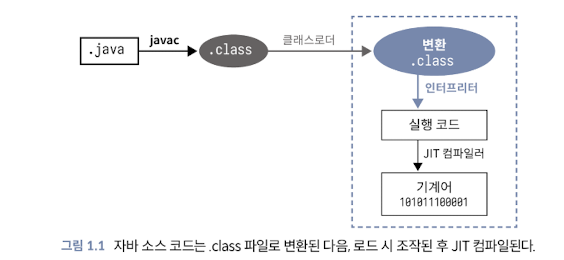 .java
javac
.class
클래스로더
변환
.class
인터프리터
실행 코드
JIT 컴파일러
기계어
101011100001
그림 1.1 자바 소스 코드는 .class 파일로 변환된 다음, 로드 시 조작된 후 JIT 컴파일된다.